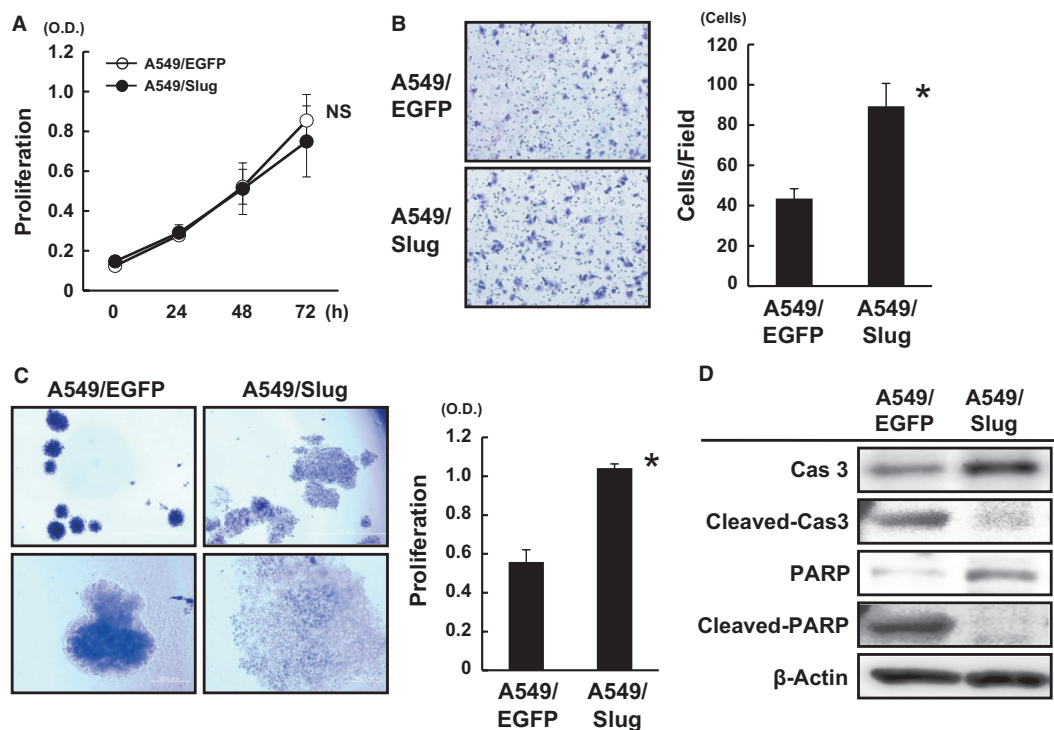 A
(O.D.)
1.2
1.0
0.8
0.6
0.4
0.2
0
Proliferation
A549/EGFP
A549/Slug
NS
0 24 48 72 (h)
B
A549/
EGFP
A549/
Slug
(Cells)
100
80
60
40
20
0
Cells/Field
*
A549/
EGFP
A549/
Slug
C
A549/EGFP A549/Slug
(O.D.)
1.2
1.0
0.8
0.6
0.4
0.2
0
Proliferation
*
A549/
EGFP
A549/
Slug
D
A549/ A549/
EGFP Slug
Cas 3
Cleaved-Cas3
PARP
Cleaved-PARP
β-Actin